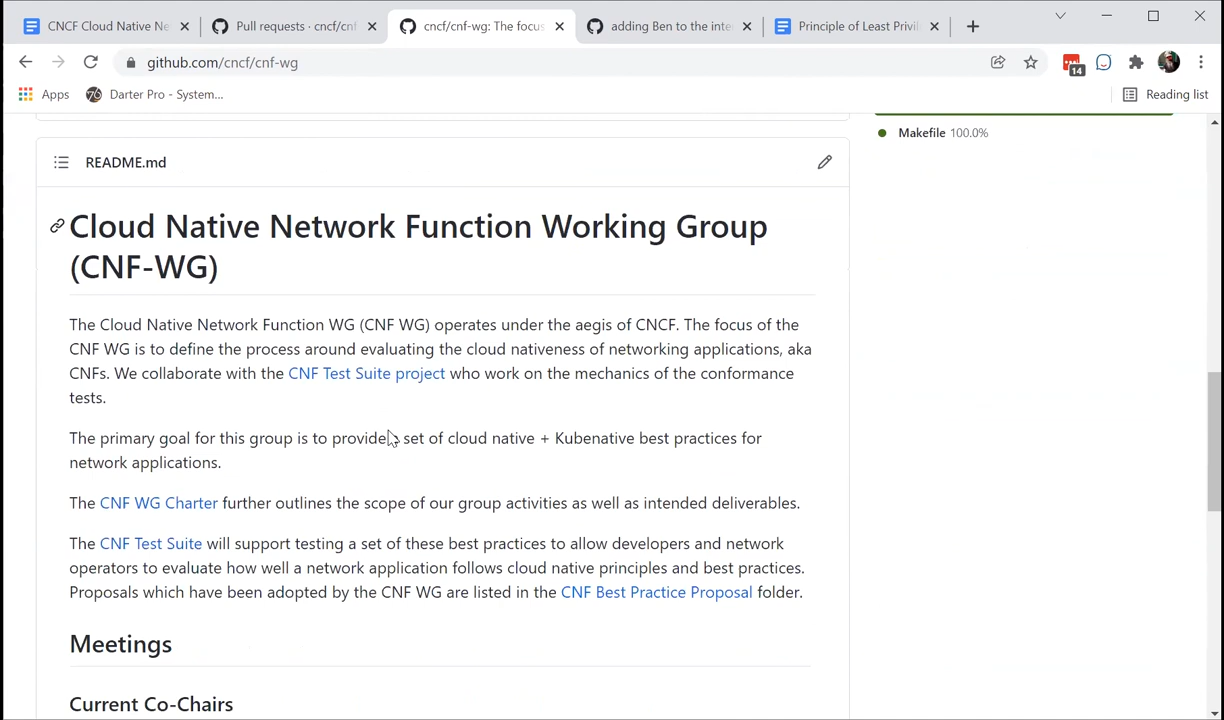 CNCF Cloud Native Ne
Pull requests · cncf/cnf
cncf/cnf-wg: The focus
adding Ben to the inte
Principle of Least Privil
github.com/cncf/cnf-wg
14
Apps
Darter Pro - System...
Reading list
Makefile 100.0%
README.md
Cloud Native Network Function Working Group
(CNF-WG)
The Cloud Native Network Function WG (CNF WG) operates under the aegis of CNCF. The focus of the
CNF WG is to define the process around evaluating the cloud nativeness of networking applications, aka
CNFs. We collaborate with the CNF Test Suite project who work on the mechanics of the conformance
tests.
The primary goal for this group is to provide set of cloud native + Kubenative best practices for
network applications.
The CNF WG Charter further outlines the scope of our group activities as well as intended deliverables.
The CNF Test Suite will support testing a set of these best practices to allow developers and network
operators to evaluate how well a network application follows cloud native principles and best practices.
Proposals which have been adopted by the CNF WG are listed in the CNF Best Practice Proposal folder.
Meetings
Current Co-Chairs